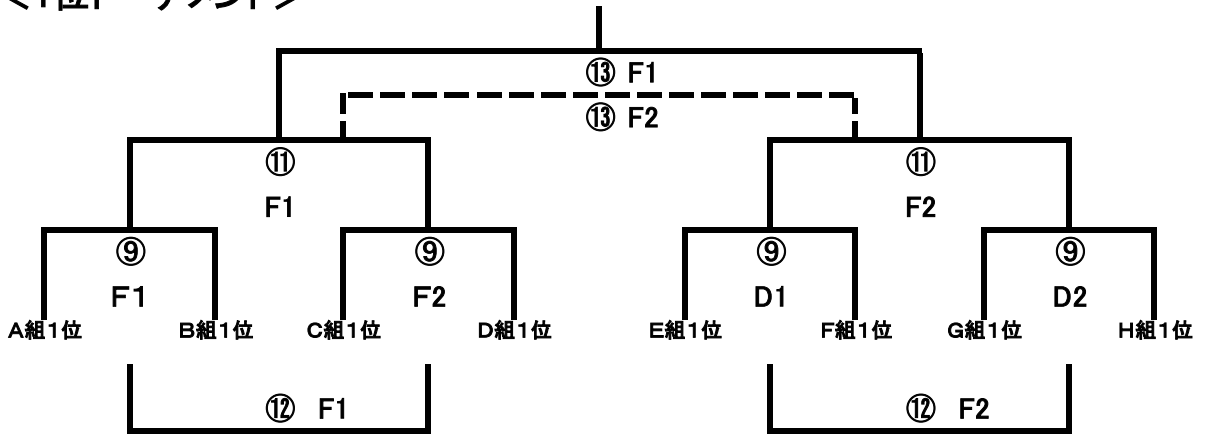 <1位トーナメント>
⑬ F1
⑬ F2
⑪
F1
⑪
F2
⑨
F1
⑨
F2
⑨
D1
⑨
D2
A組1位
B組1位
C組1位
D組1位
E組1位
F組1位
G組1位
H組1位
⑫ F1
⑫ F2